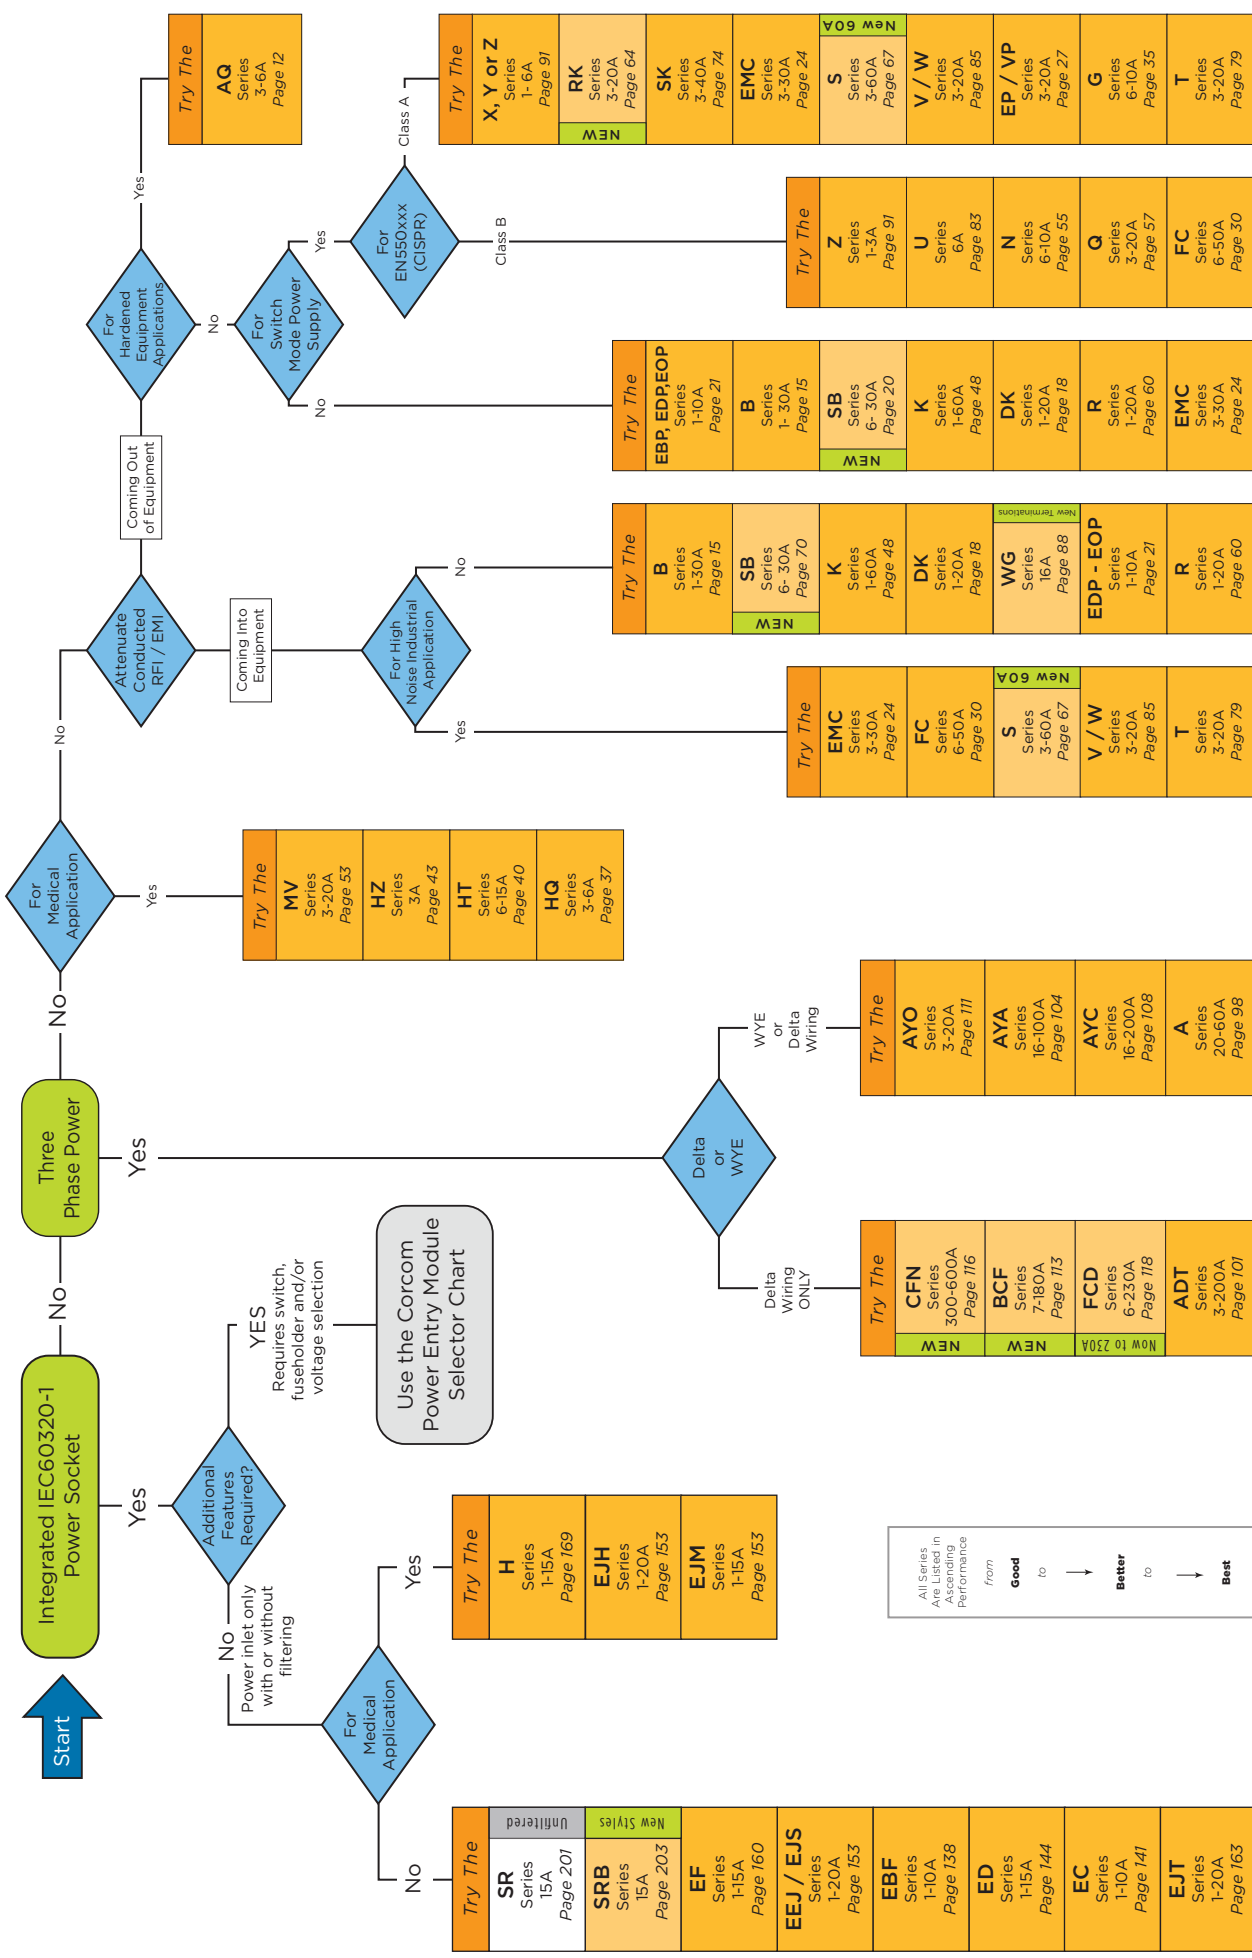 Start
Integrated IEC60320-1
Power Socket
No
Three
Phase Power
No
For
Medical
Application
No
Attenuate
Conducted
RFI / EMI
Coming Out
of Equipment
For
Hardened
Equipment
Applications
Yes
Try The
AQ
Series
3-6A
Page 12
No
For
Switch
Mode Power
Supply
Yes
For
EN550xxx
(CISPR)
Class A
Try The
X, Y or Z
Series
1- 6A
Page 91
NEW
RK
Series
3-20A
Page 64
SK
Series
3-40A
Page 74
EMC
Series
3-30A
Page 24
S
Series
3-60A
Page 67
New 60A
V / W
Series
3-20A
Page 85
EP / VP
Series
3-20A
Page 27
G
Series
6-10A
Page 35
T
Series
3-20A
Page 79
Class B
Try The
Z
Series
1-3A
Page 91
U
Series
6A
Page 83
N
Series
6-10A
Page 55
Q
Series
3-20A
Page 57
FC
Series
6-50A
Page 30
No
Try The
EBP, EDP,EOP
Series
1-10A
Page 21
B
Series
1- 30A
Page 15
NEW
SB
Series
6- 30A
Page 20
K
Series
1-60A
Page 48
DK
Series
1-20A
Page 18
R
Series
1-20A
Page 60
EMC
Series
3-30A
Page 24
Coming Into
Equipment
For High
Noise Industrial
Application
No
Try The
B
Series
1-30A
Page 15
NEW
SB
Series
6- 30A
Page 70
K
Series
1-60A
Page 48
DK
Series
1-20A
Page 18
WG
Series
16A
Page 88
New Terminations
EDP - EOP
Series
1-10A
Page 21
R
Series
1-20A
Page 60
Yes
Try The
EMC
Series
3-30A
Page 24
FC
Series
6-50A
Page 30
S
Series
3-60A
Page 67
New 60A
V / W
Series
3-20A
Page 85
T
Series
3-20A
Page 79
Yes
Try The
MV
Series
3-20A
Page 53
HZ
Series
3A
Page 43
HT
Series
6-15A
Page 40
HQ
Series
3-6A
Page 37
Yes
Delta
or
WYE
WYE
or
Delta
Wiring
Try The
AYO
Series
3-20A
Page 111
AYA
Series
16-100A
Page 104
AYC
Series
16-200A
Page 108
A
Series
20-60A
Page 98
Delta
Wiring
ONLY
Try The
NEW
CFN
Series
300-600A
Page 116
NEW
BCF
Series
7-180A
Page 113
Now to 230A
FCD
Series
6-230A
Page 118
ADT
Series
3-200A
Page 101
Yes
Additional
Features
Required?
YES
Requires switch,
fuseholder and/or
voltage selection
Use the Corcom
Power Entry Module
Selector Chart
No
Power inlet only
with or without
filtering
For
Medical
Application
Yes
Try The
H
Series
1-15A
Page 169
EJH
Series
1-20A
Page 153
EJM
Series
1-15A
Page 153
No
Try The
SR
Series
15A
Page 201
Unfiltered
SRB
Series
15A
Page 203
New Styles
EF
Series
1-15A
Page 160
EEJ / EJS
Series
1-20A
Page 153
EBF
Series
1-10A
Page 138
ED
Series
1-15A
Page 144
EC
Series
1-10A
Page 141
EJT
Series
1-20A
Page 163
All Series
Are Listed in
Ascending
Performance
from
Good
to
Better
to
Best